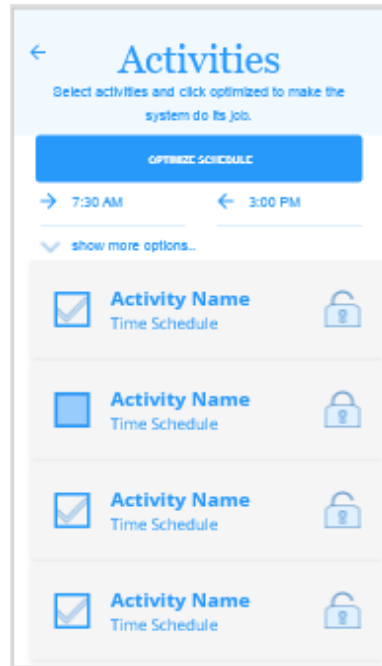 Activities
Select activities and click optimized to make the
system do its job.
OPTIMIZE SCHEDULE
7:30 AM
3:00 PM
show more options..
Activity Name
Time Schedule
Activity Name
Time Schedule
Activity Name
Time Schedule
Activity Name
Time Schedule